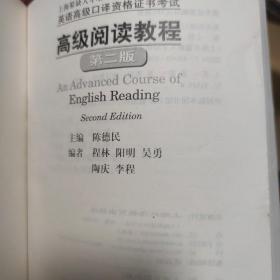 英语高级口译资格证书考试
高级阅读教程
第二版
An Advanced Course of
English Reading
Second Edition
主编 陈德民
编者 程林 阳明 吴勇
陶庆 李程